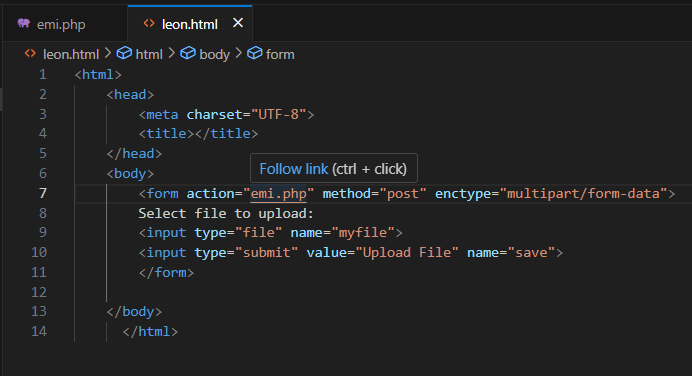 emi.php
leon.html
leon.html > html > body > form
1 <html>
2 <head>
3 <meta charset="UTF-8">
4 <title></title>
5 </head>
6 <body>
Follow link (ctrl + click)
7 <form action="emi.php" method="post" enctype="multipart/form-data">
8 Select file to upload:
9 <input type="file" name="myfile">
10 <input type="submit" value="Upload File" name="save">
11 </form>
12
13 </body>
14 </html>